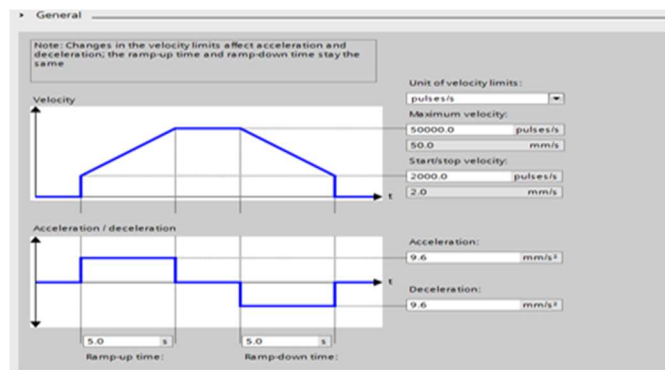 General
Note: Changes in the velocity limits affect acceleration and
deceleration; the ramp-up time and ramp-down time stay the
same
Unit of velocity limits:
pulses/s
Velocity
Maximum velocity:
50000.0 pulses/s
50.0 mm/s
Start/stop velocity:
2000.0 pulses/s
2.0 mm/s
t
Acceleration / deceleration
Acceleration:
9.6 mm/s²
t
Deceleration:
9.6 mm/s²
5.0 s 5.0 s
Ramp-up time: Ramp-down time: